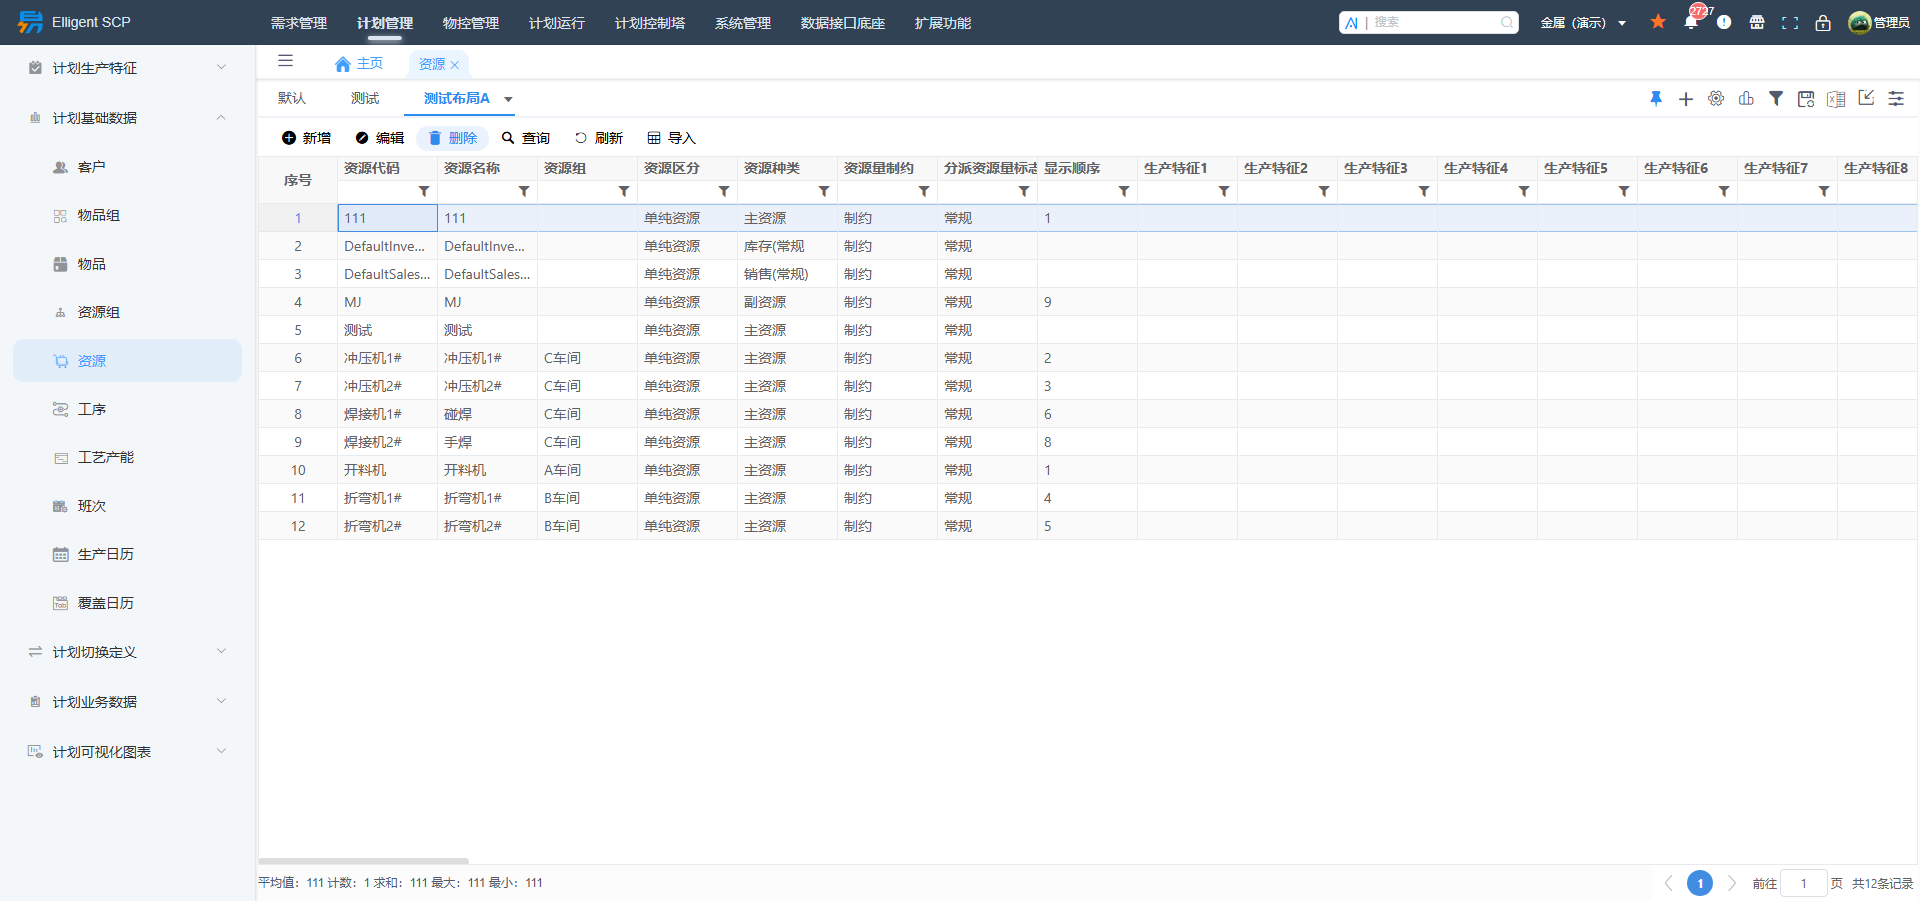 Elligent SCP
需求管理 计划管理 物控管理 计划运行 计划控制塔 系统管理 数据接口底座 扩展功能
AI | 搜索
金属（演示）
2727
管理员
计划生产特征
计划基础数据
客户
物品组
物品
资源组
资源
工序
工艺产能
班次
生产日历
覆盖日历
计划切换定义
计划业务数据
计划可视化图表
主页 资源
默认 测试 测试布局A
新增 编辑 删除 查询 刷新 导入
序号 资源代码 资源名称 资源组 资源区分 资源种类 资源量制约 分派资源量标志 显示顺序 生产特征1 生产特征2 生产特征3 生产特征4 生产特征5 生产特征6 生产特征7 生产特征8
1 111 111 单纯资源 主资源 制约 常规 1
2 DefaultInve... DefaultInve... 单纯资源 库存(常规 制约 常规
3 DefaultSales... DefaultSales... 单纯资源 销售(常规) 制约 常规
4 MJ MJ 单纯资源 副资源 制约 常规 9
5 测试 测试 单纯资源 主资源 制约 常规
6 冲压机1# 冲压机1# C车间 单纯资源 主资源 制约 常规 2
7 冲压机2# 冲压机2# C车间 单纯资源 主资源 制约 常规 3
8 焊接机1# 碰焊 C车间 单纯资源 主资源 制约 常规 6
9 焊接机2# 手焊 C车间 单纯资源 主资源 制约 常规 8
10 开料机 开料机 A车间 单纯资源 主资源 制约 常规 1
11 折弯机1# 折弯机1# B车间 单纯资源 主资源 制约 常规 4
12 折弯机2# 折弯机2# B车间 单纯资源 主资源 制约 常规 5
平均值：111 计数：1 求和：111 最大：111 最小：111
1 前往 1 页 共12条记录